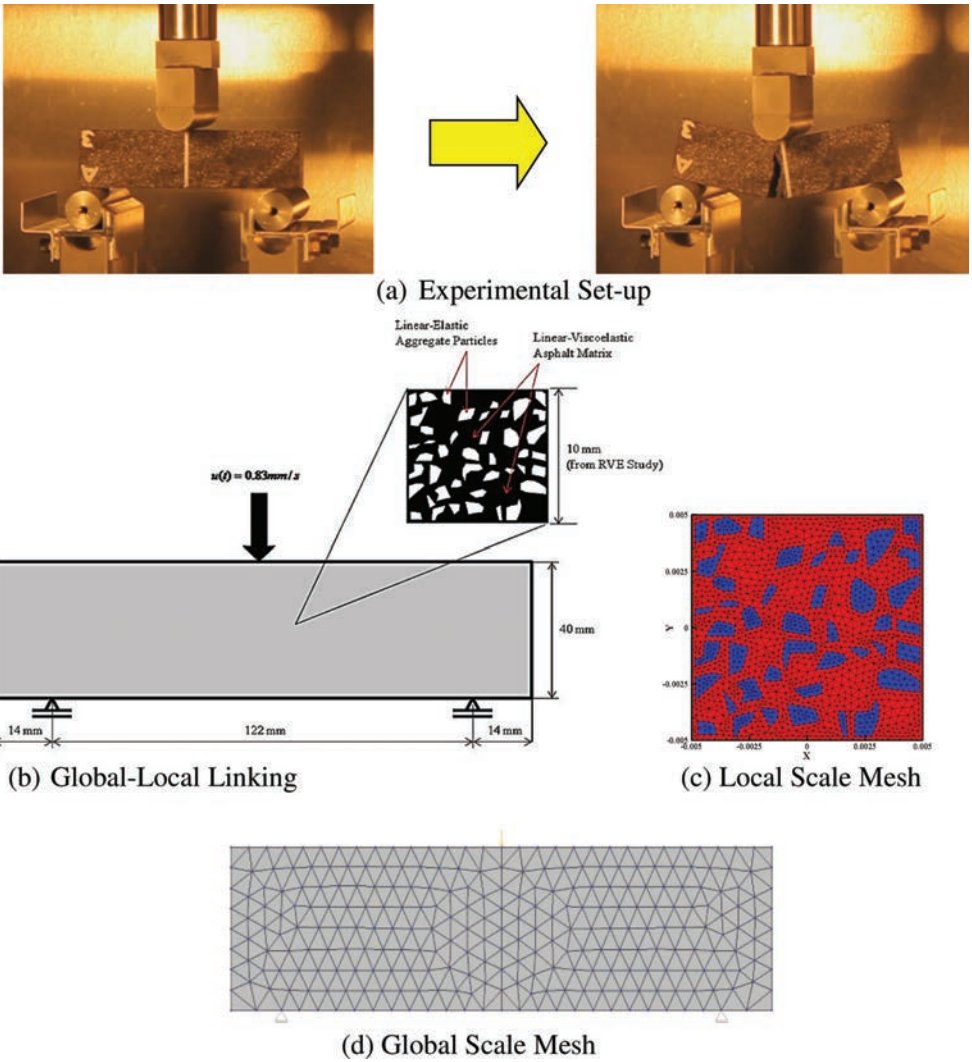 3
A
3
A
(a) Experimental Set-up
Linear-Elastic
Aggregate Particles
Linear-Viscoelastic
Asphalt Matrix
10 mm
(from RVE Study)
u(t) = 0.83mm/s
40 mm
14 mm
122 mm
14 mm
(b) Global-Local Linking
0.005
0.0025
Y
0
-0.0025
-0.005
-0.005
-0.0025
0
0.0025
0.005
X
(c) Local Scale Mesh
(d) Global Scale Mesh